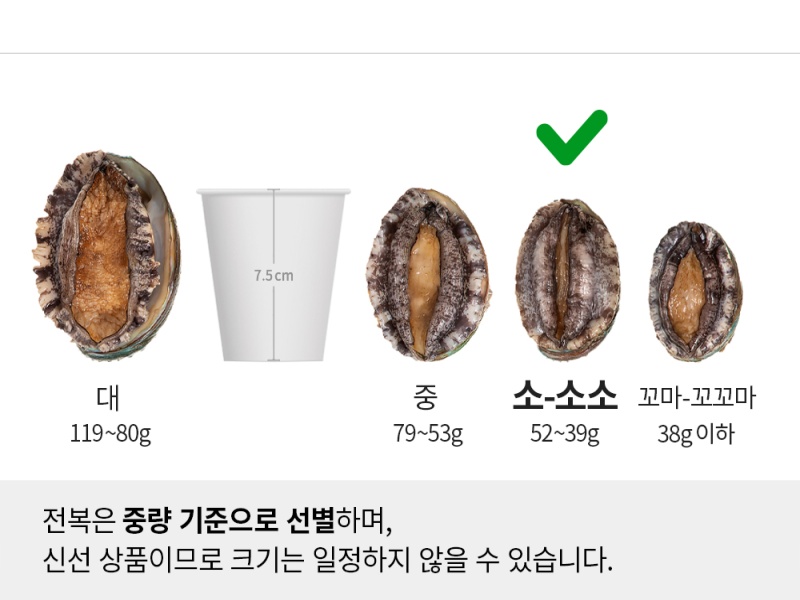 7.5cm
대
119~80g
중
79~53g
소-소소
52~39g
꼬마-꼬꼬마
38g 이하
전복은 중량 기준으로 선별하며,
신선 상품이므로 크기는 일정하지 않을 수 있습니다.